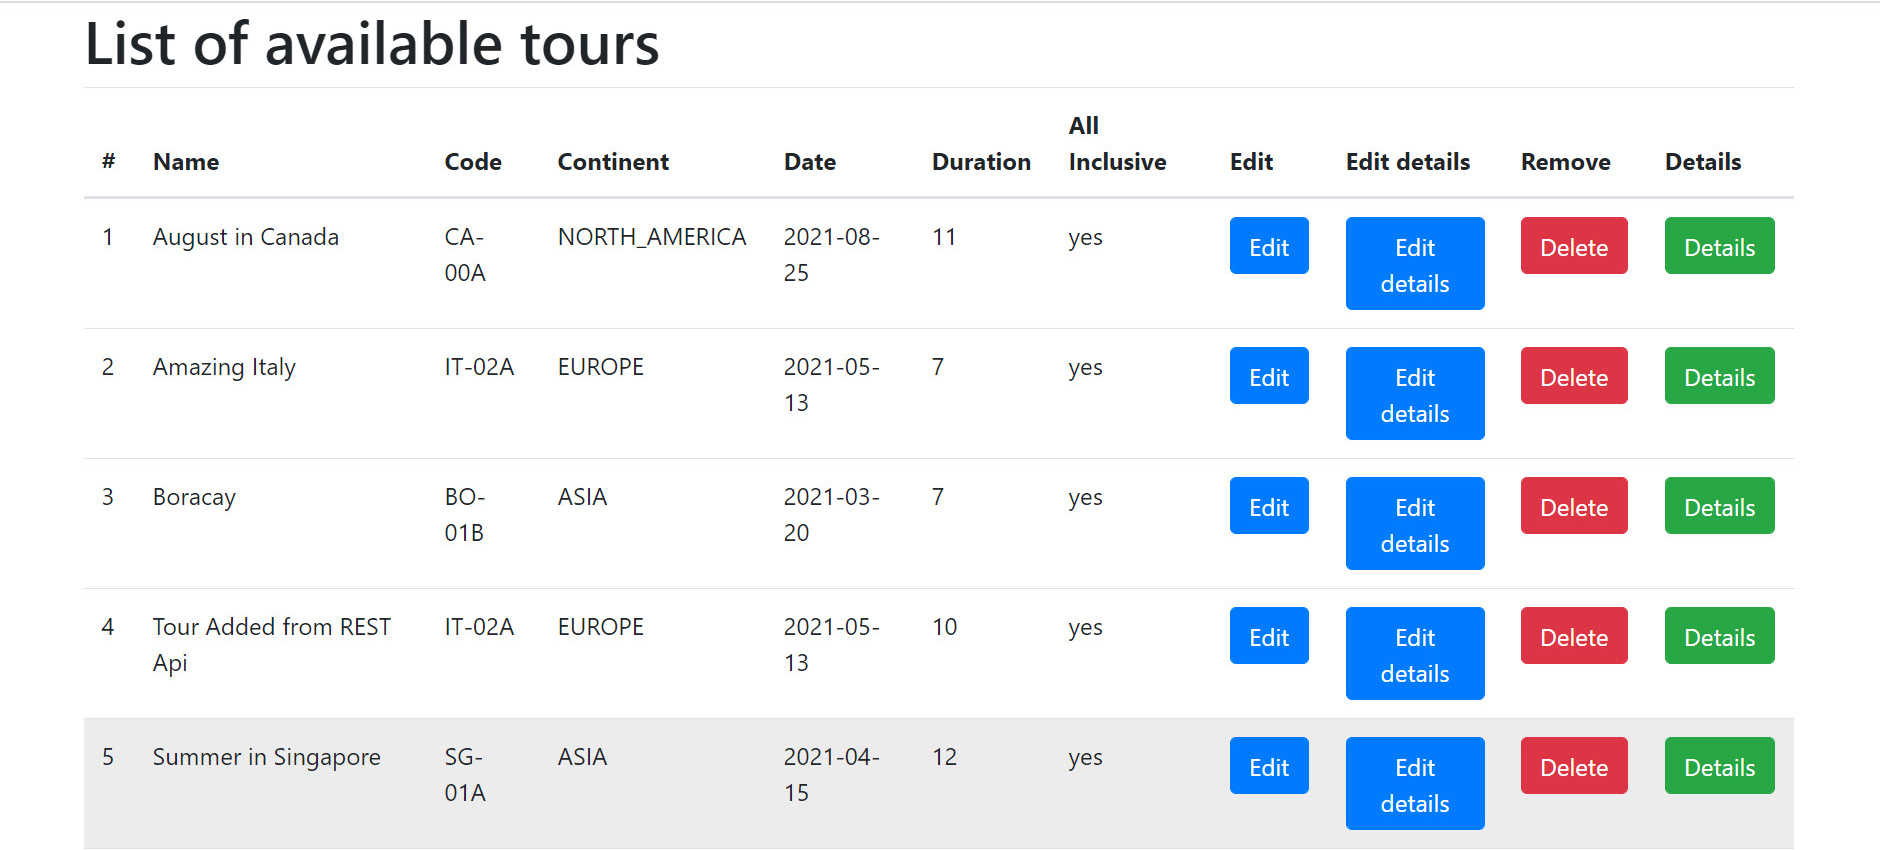 List of available tours
# Name Code Continent Date Duration All Inclusive Edit Edit details Remove Details
1 August in Canada CA-00A NORTH_AMERICA 2021-08-25 11 yes Edit Edit details Delete Details
2 Amazing Italy IT-02A EUROPE 2021-05-13 7 yes Edit Edit details Delete Details
3 Boracay BO-01B ASIA 2021-03-20 7 yes Edit Edit details Delete Details
4 Tour Added from REST Api IT-02A EUROPE 2021-05-13 10 yes Edit Edit details Delete Details
5 Summer in Singapore SG-01A ASIA 2021-04-15 12 yes Edit Edit details Delete Details